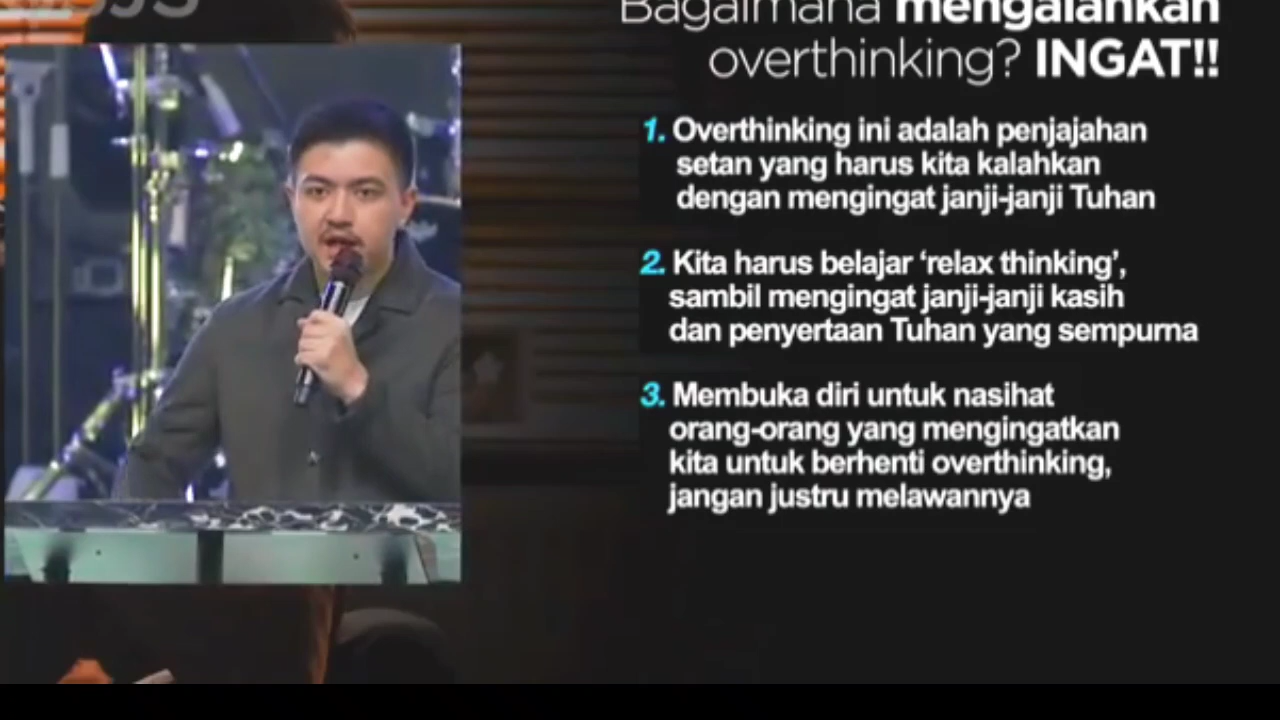 Bagaimana mengalahkan
overthinking? INGAT!!
1. Overthinking ini adalah penjajahan
setan yang harus kita kalahkan
dengan mengingat janji-janji Tuhan
2. Kita harus belajar ‘relax thinking’,
sambil mengingat janji-janji kasih
dan penyertaan Tuhan yang sempurna
3. Membuka diri untuk nasihat
orang-orang yang mengingatkan
kita untuk berhenti overthinking,
jangan justru melawannya